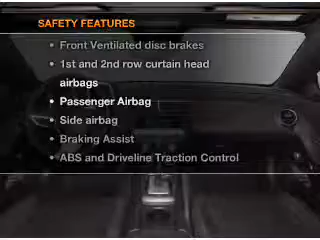 SAFETY FEATURES
• Front Ventilated disc brakes
• 1st and 2nd row curtain head
airbags
• Passenger Airbag
• Side airbag
• Braking Assist
• ABS and Driveline Traction Control